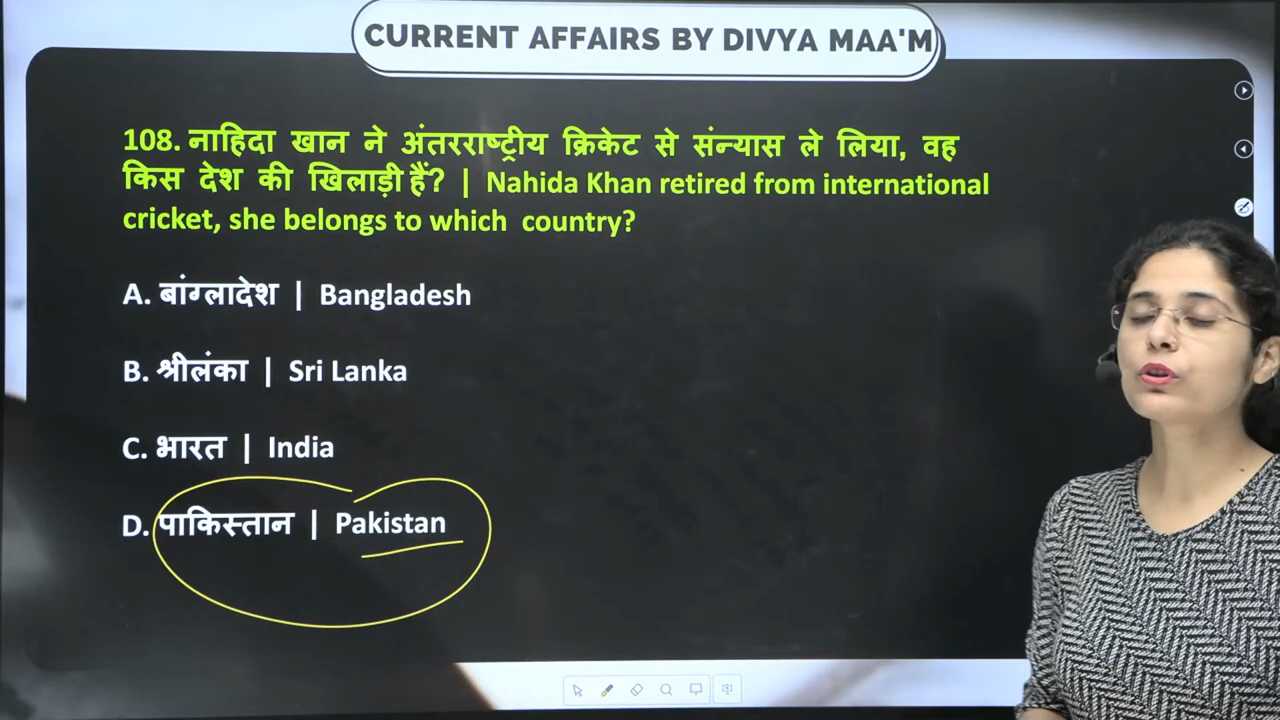 CURRENT AFFAIRS BY DIVYA MAA'M
108. नाहिदा खान ने अंतरराष्ट्रीय क्रिकेट से संन्यास ले लिया, वह
किस देश की खिलाड़ी हैं? | Nahida Khan retired from international
cricket, she belongs to which country?
A. बांग्लादेश | Bangladesh
B. श्रीलंका | Sri Lanka
C. भारत | India
D. पाकिस्तान | Pakistan